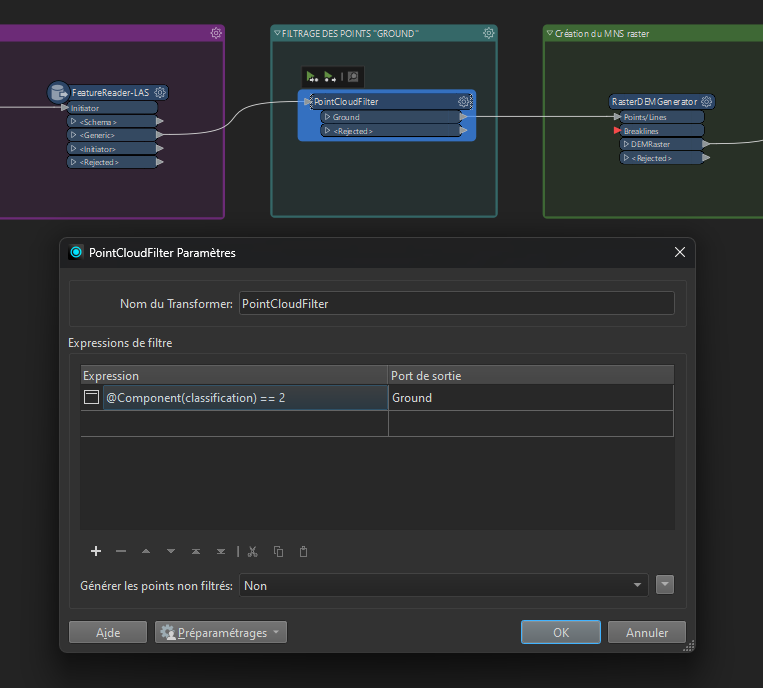 FILTRAGE DES POINTS "GROUND"
Création du MNS raster
FeatureReader-LAS
Initiator
<Schema>
<Generic>
<Initiator>
<Rejected>
PointCloudFilter
Ground
<Rejected>
RasterDEMGenerator
Points/Lines
Breaklines
DEMRaster
<Rejected>
PointCloudFilter Paramètres
Nom du Transformer: PointCloudFilter
Expressions de filtre
Expression Port de sortie
@Component(classification) == 2 Ground
Générer les points non filtrés: Non
Aide Préparamétrages OK Annuler